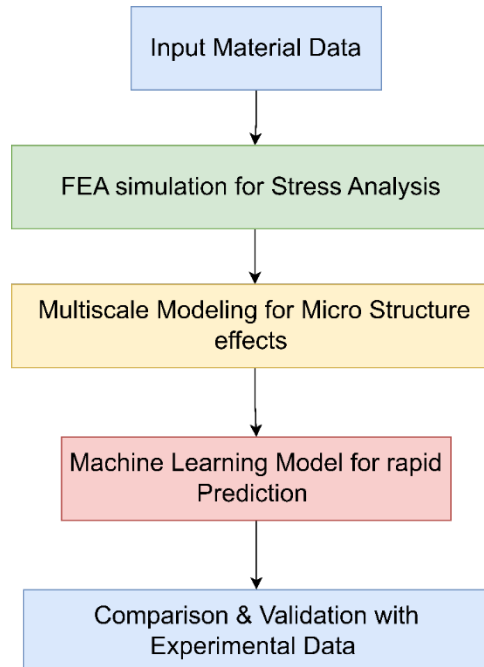 Input Material Data
FEA simulation for Stress Analysis
Multiscale Modeling for Micro Structure
effects
Machine Learning Model for rapid
Prediction
Comparison & Validation with
Experimental Data